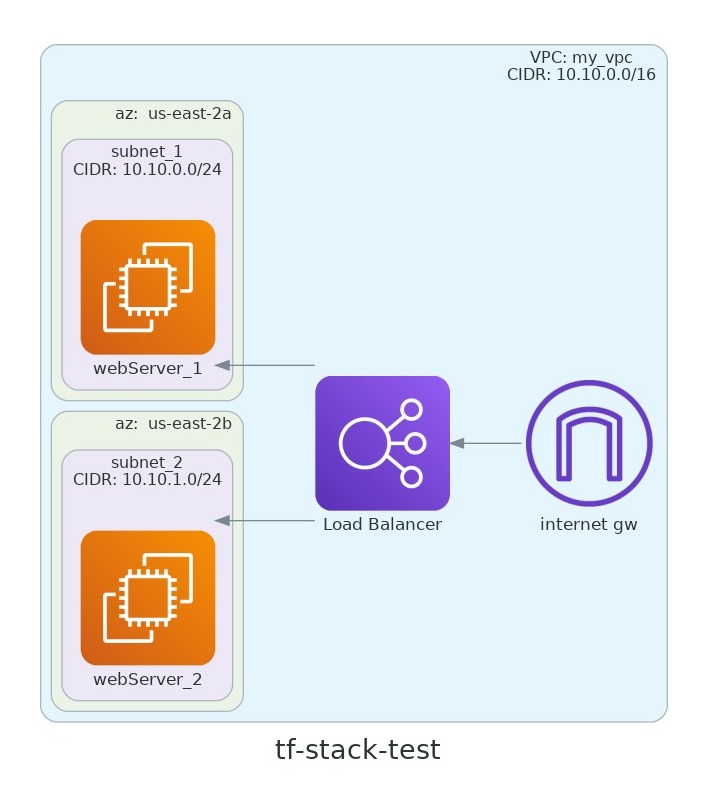 VPC: my_vpc
CIDR: 10.10.0.0/16
az:  us-east-2a
subnet_1
CIDR: 10.10.0.0/24
webServer_1
az:  us-east-2b
subnet_2
CIDR: 10.10.1.0/24
webServer_2
Load Balancer
internet gw
tf-stack-test